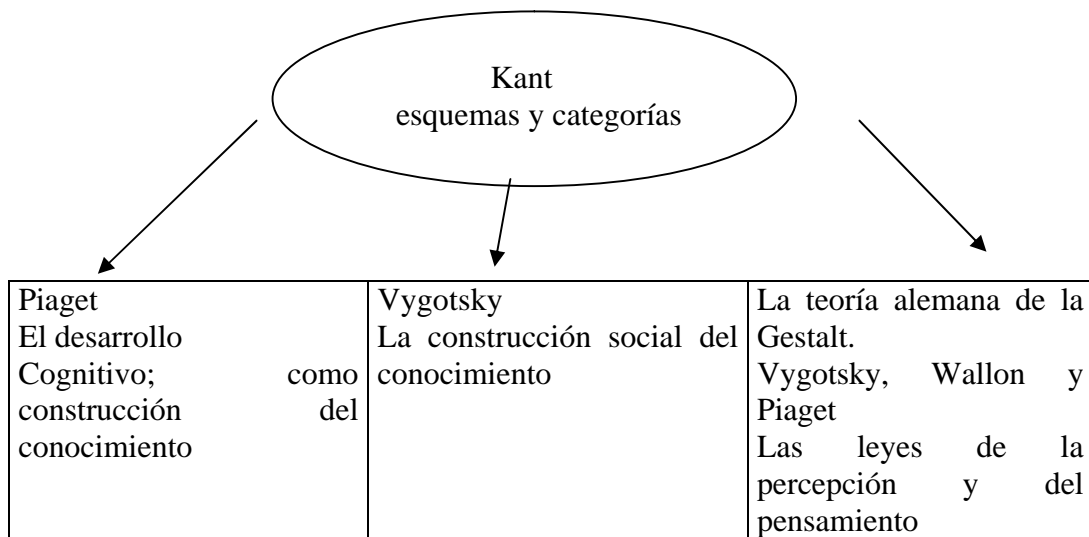 Kant
esquemas y categorías
Piaget
El desarrollo
Cognitivo; como
construcción del
conocimiento
Vygotsky
La construcción social del
conocimiento
La teoría alemana de la
Gestalt.
Vygotsky, Wallon y
Piaget
Las leyes de la
percepción y del
pensamiento